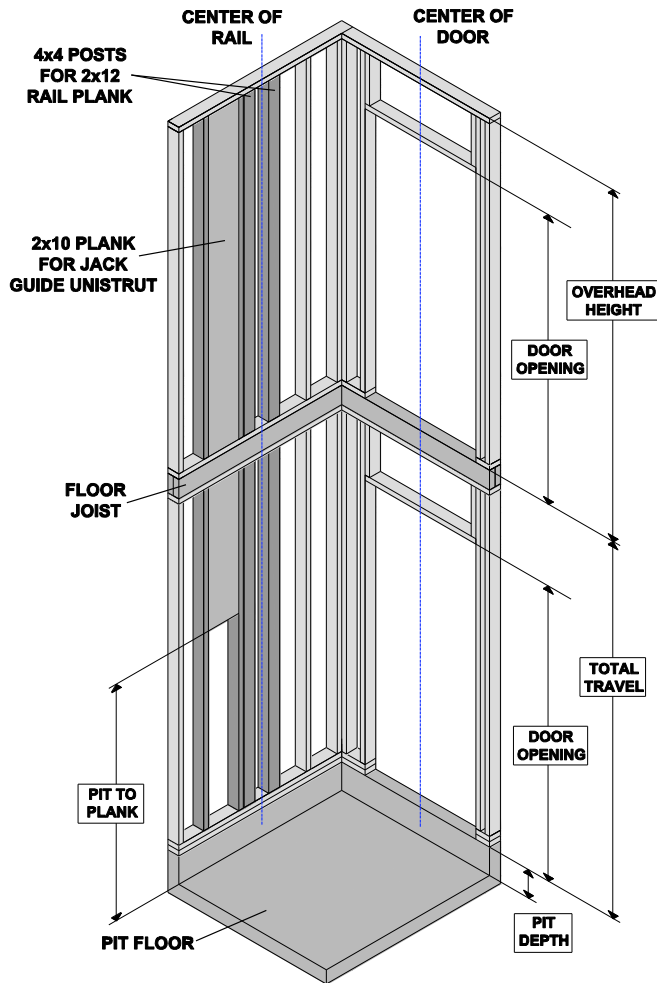 CENTER OF
RAIL
CENTER OF
DOOR
4x4 POSTS
FOR 2x12
RAIL PLANK
2x10 PLANK
FOR JACK
GUIDE UNISTRUT
OVERHEAD
HEIGHT
DOOR
OPENING
FLOOR
JOIST
TOTAL
TRAVEL
DOOR
OPENING
PIT TO
PLANK
PIT FLOOR
PIT
DEPTH